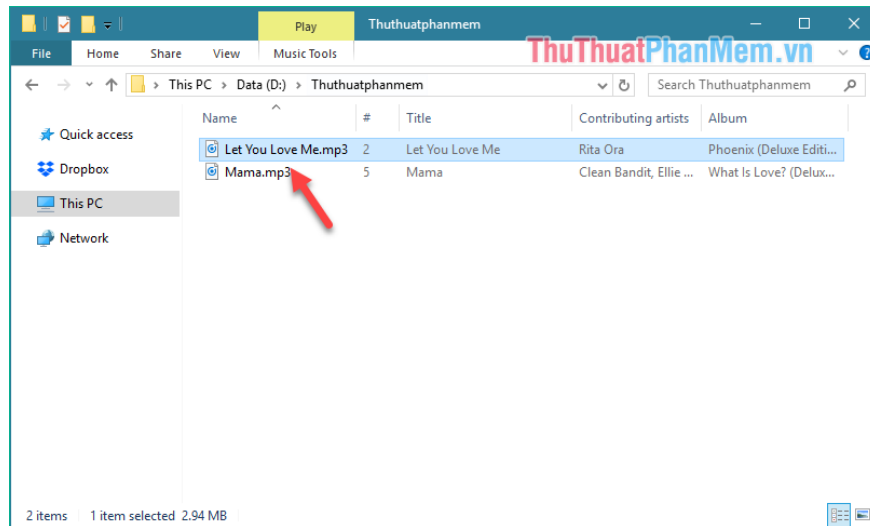 Play Thuthuatphanmem
File Home Share View Music Tools
ThuThuatPhanMem.vn
This PC > Data (D:) > Thuthuatphanmem
Search Thuthuatphanmem
Name # Title Contributing artists Album
Quick access
Dropbox
This PC
Network
Let You Love Me.mp3 2 Let You Love Me Rita Ora Phoenix (Deluxe Editi...
Mama.mp3 5 Mama Clean Bandit, Ellie ... What Is Love? (Delux...
2 items 1 item selected 2.94 MB